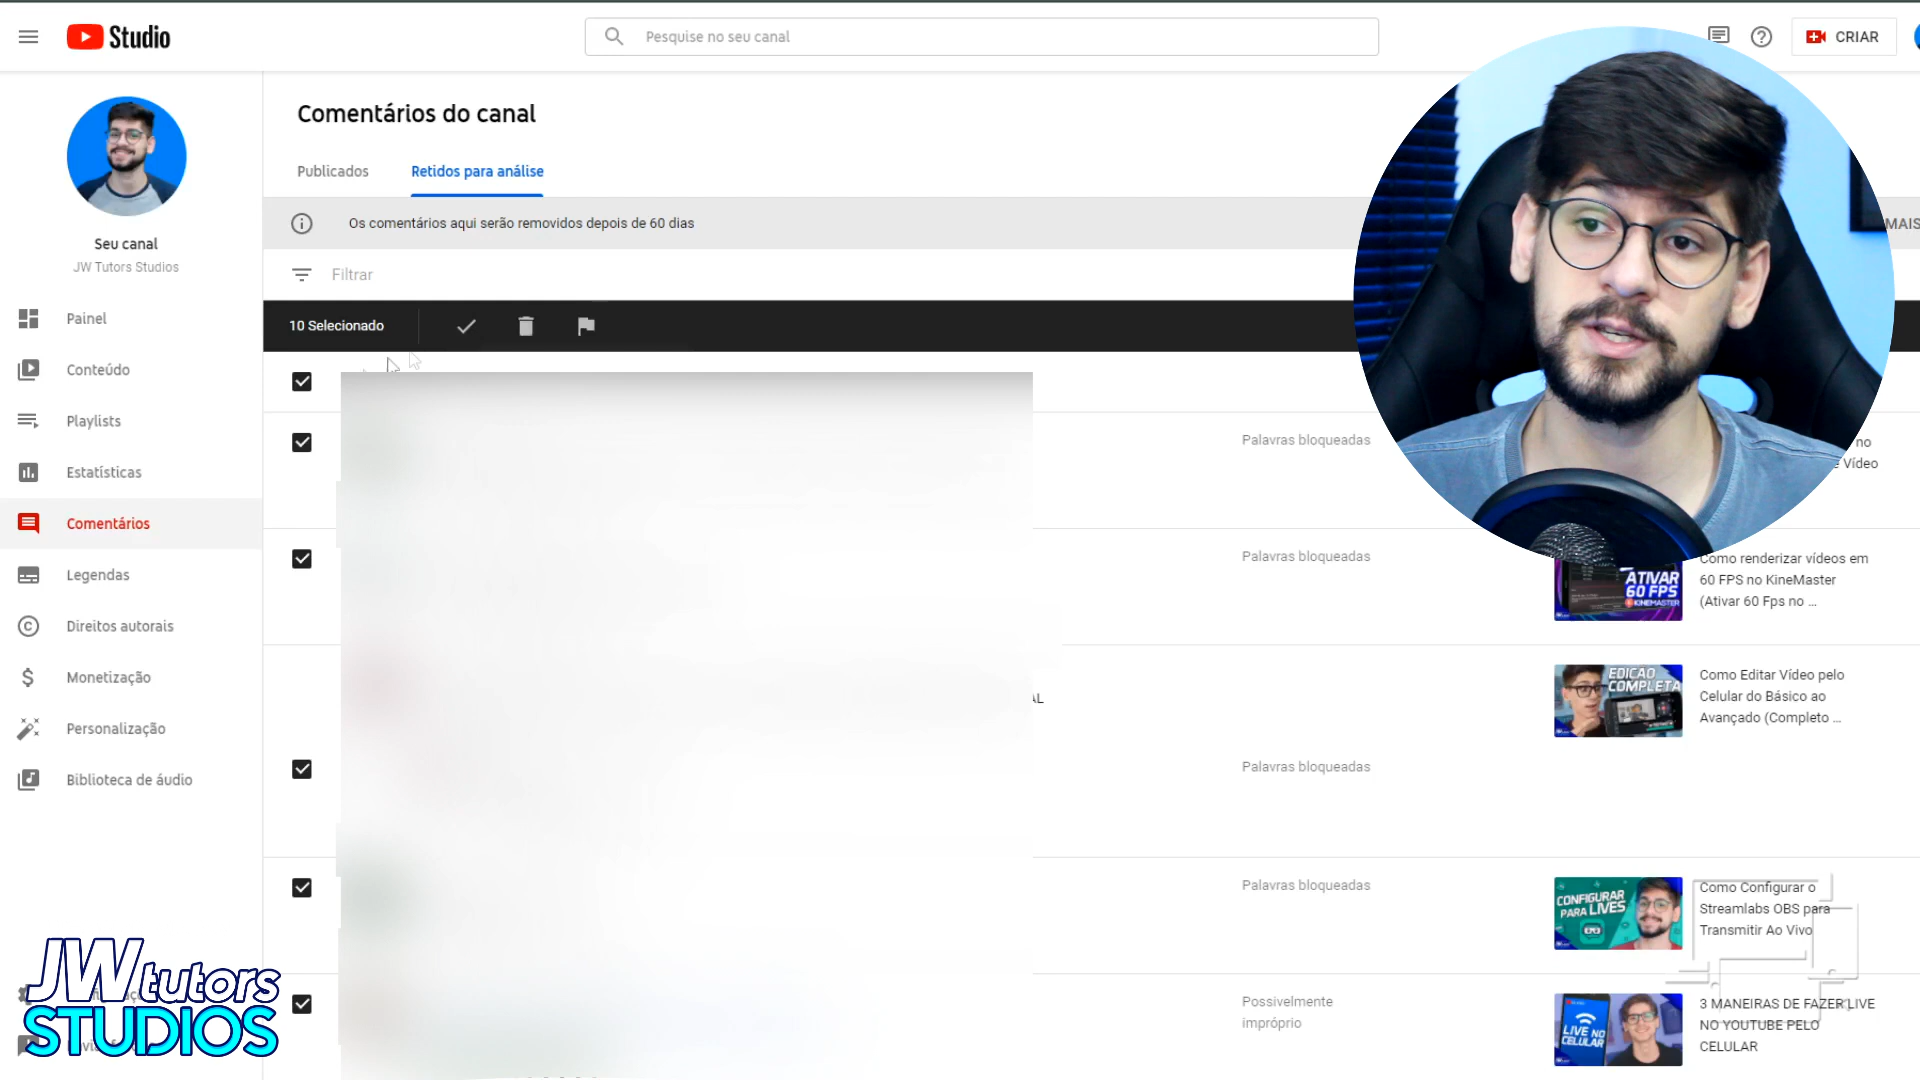 Studio
Pesquise no seu canal
CRIAR
Comentários do canal
Publicados
Retidos para análise
Os comentários aqui serão removidos depois de 60 dias
MAIS
Filtrar
10 Selecionado
Seu canal
JW Tutors Studios
Painel
Conteúdo
Playlists
Estatísticas
Comentários
Legendas
Direitos autorais
Monetização
Personalização
Biblioteca de áudio
JWtutors
STUDIOS
Palavras bloqueadas
no
Vídeo
Palavras bloqueadas
ATIVAR
60 FPS
KINEMASTER
Como renderizar vídeos em
60 FPS no KineMaster
(Ativar 60 Fps no ...
AL
Palavras bloqueadas
EDIÇÃO
COMPLETA
Como Editar Vídeo pelo
Celular do Básico ao
Avançado (Completo ...
Palavras bloqueadas
CONFIGURAR
PARA LIVES
Como Configurar o
Streamlabs OBS para
Transmitir Ao Vivo
Possivelmente
impróprio
LIVE NO
CELULAR
3 MANEIRAS DE FAZER LIVE
NO YOUTUBE PELO
CELULAR